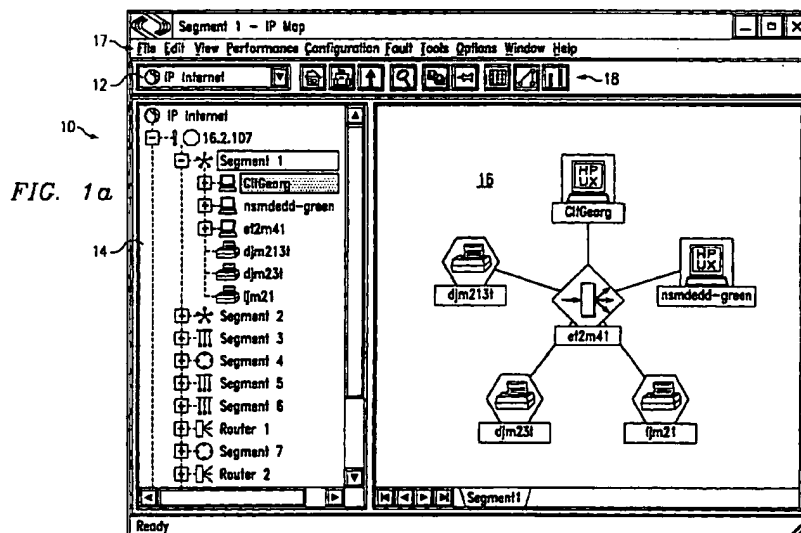 Segment 1 - IP Map
17
File Edit View Performance Configuration Fault Tools Options Window Help
12
IP Internet
18
10
FIG. 1a
14
IP Internet
16.2.107
Segment 1
CltGeorg
nsmdedd-green
et2m41
djm213t
djm23t
ljm21
Segment 2
Segment 3
Segment 4
Segment 5
Segment 6
Router 1
Segment 7
Router 2
16
HP
UX
CltGeorg
djm213t
HP
UX
nsmdedd-green
et2m41
djm23t
ljm21
Segment1
Ready